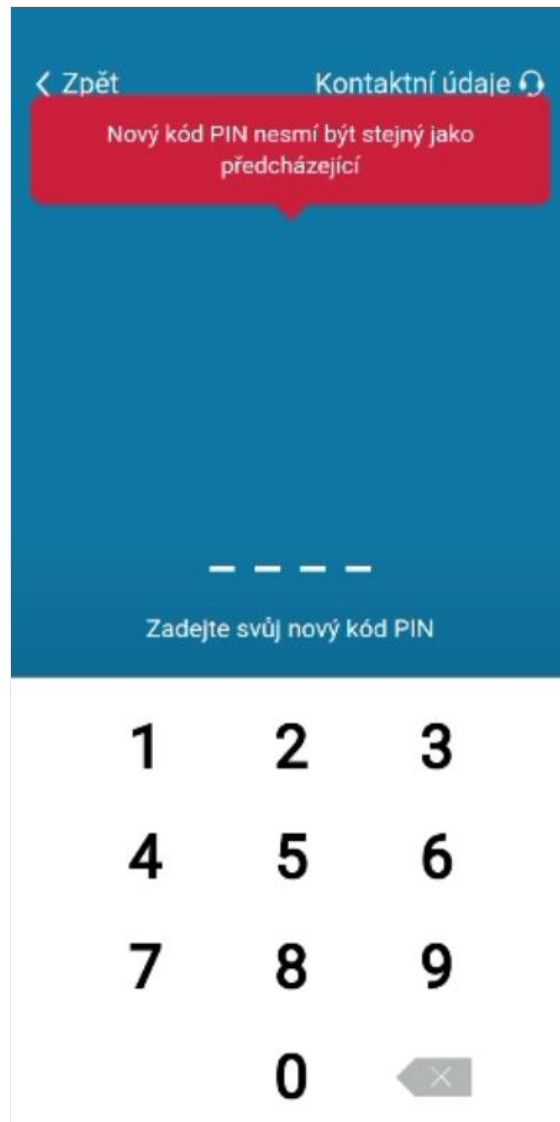 Zpět
Kontaktní údaje
Nový kód PIN nesmí být stejný jako
předcházející
Zadejte svůj nový kód PIN
1 2 3
4 5 6
7 8 9
0